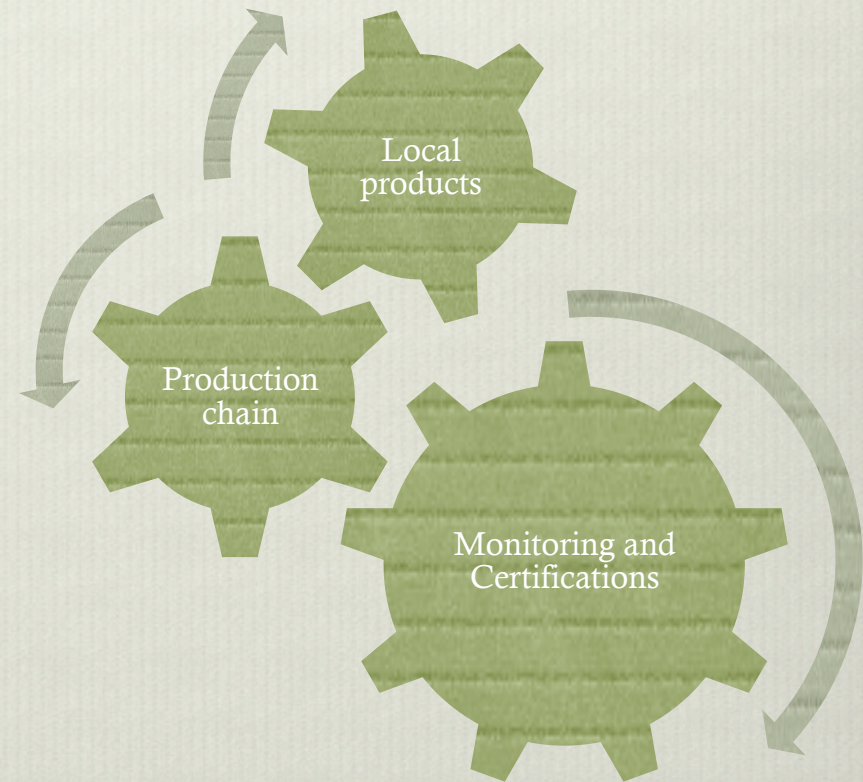 Local
products
Production
chain
Monitoring and
Certifications